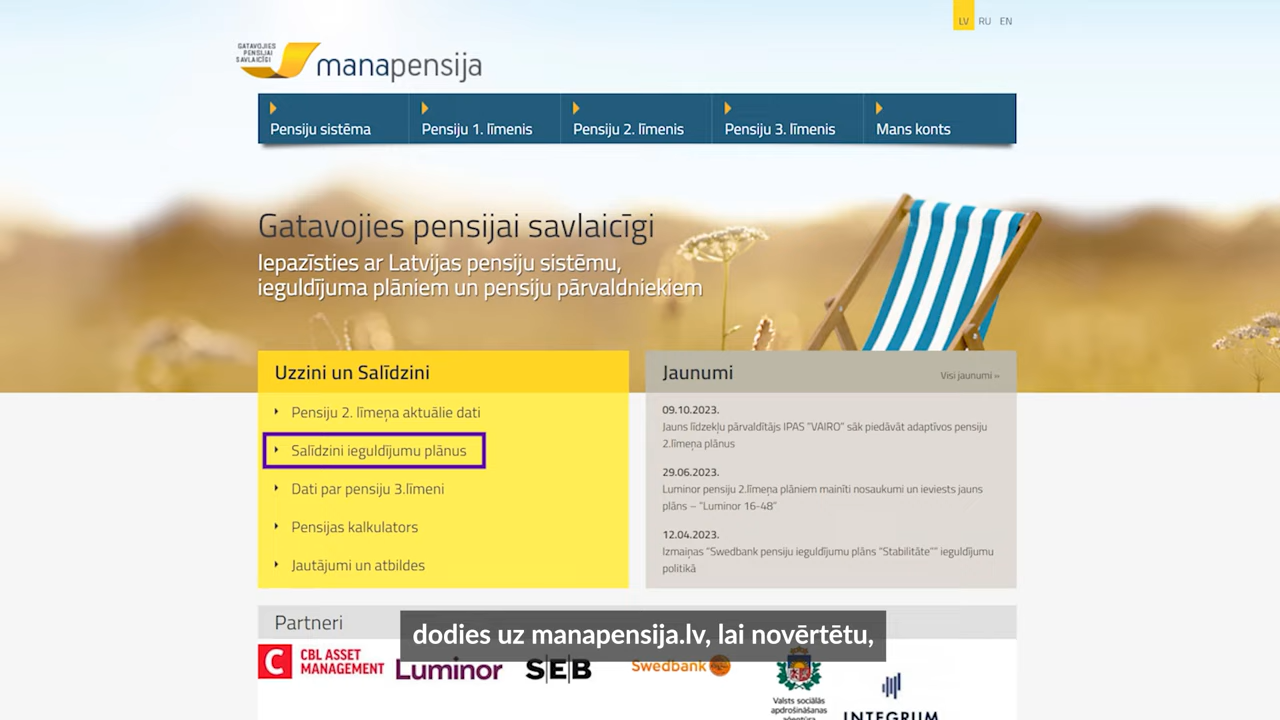 LV RU EN
GATAVOJIES
PENSIJAI
SAVLAICĪGI
manapensija
Pensiju sistēma
Pensiju 1. līmenis
Pensiju 2. līmenis
Pensiju 3. līmenis
Mans konts
Gatavojies pensijai savlaicīgi
Iepazīsties ar Latvijas pensiju sistēmu,
ieguldījuma plāniem un pensiju pārvaldniekiem
Uzzini un Salīdzini
Pensiju 2. līmeņa aktuālie dati
Salīdzini ieguldījumu plānus
Dati par pensiju 3.līmeni
Pensijas kalkulators
Jautājumi un atbildes
Jaunumi
Visi jaunumi »
09.10.2023.
Jauns līdzekļu pārvaldītājs IPAS "VAIRO" sāk piedāvāt adaptīvos pensiju
2.līmeņa plānus
29.06.2023.
Luminor pensiju 2.līmeņa plāniem mainīti nosaukumi un ieviests jauns
plāns – "Luminor 16-48"
12.04.2023.
Izmaiņas "Swedbank pensiju ieguldījumu plāns "Stabilitāte"" ieguldījumu
politikā
Partneri
dodies uz manapensija.lv, lai novērtētu,
CBL ASSET
MANAGEMENT
Luminor
SEB
Swedbank
Valsts sociālās
apdrošināšanas
aģentūra
INTEGRUM